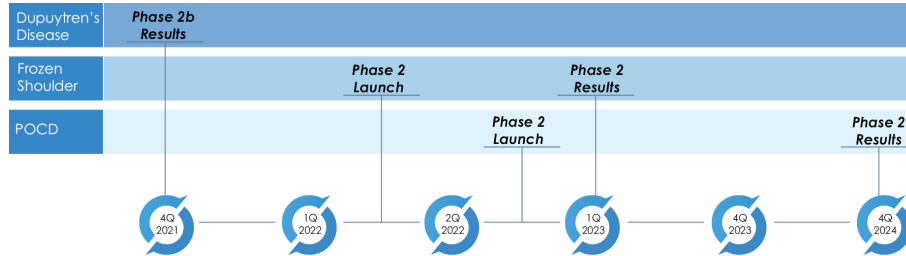 Dupuytren's
Disease
Phase 2b
Results
Frozen
Shoulder
Phase 2
Launch
Phase 2
Results
POCD
Phase 2
Launch
Phase 2
Results
4Q
2021
1Q
2022
2Q
2022
1Q
2023
4Q
2023
4Q
2024